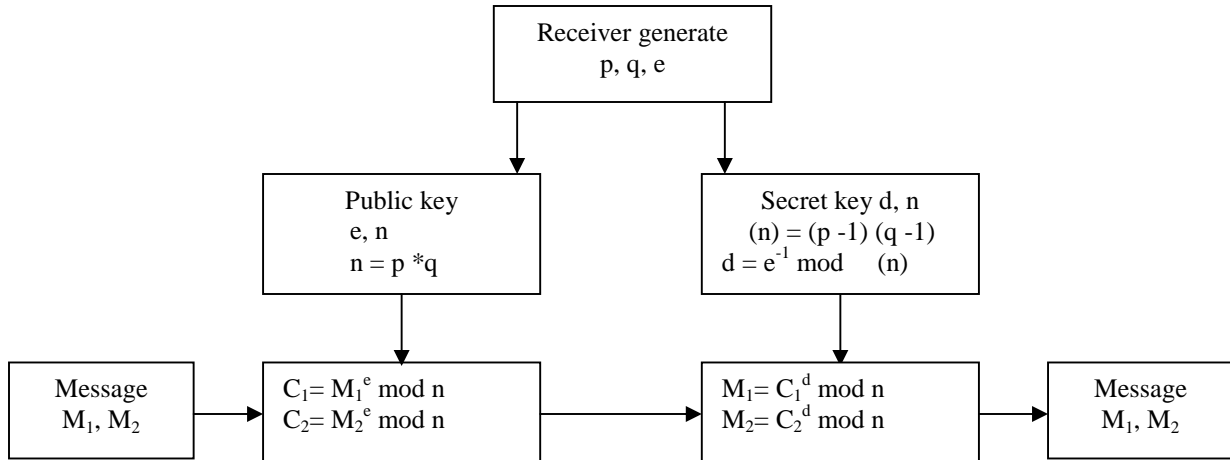 Receiver generate
p, q, e
Public key
e, n
n = p *q
Secret key d, n
(n) = (p -1) (q -1)
d = e⁻¹ mod (n)
Message
M₁, M₂
C₁= M₁ᵉ mod n
C₂= M₂ᵉ mod n
M₁= C₁ᵈ mod n
M₂= C₂ᵈ mod n
Message
M₁, M₂